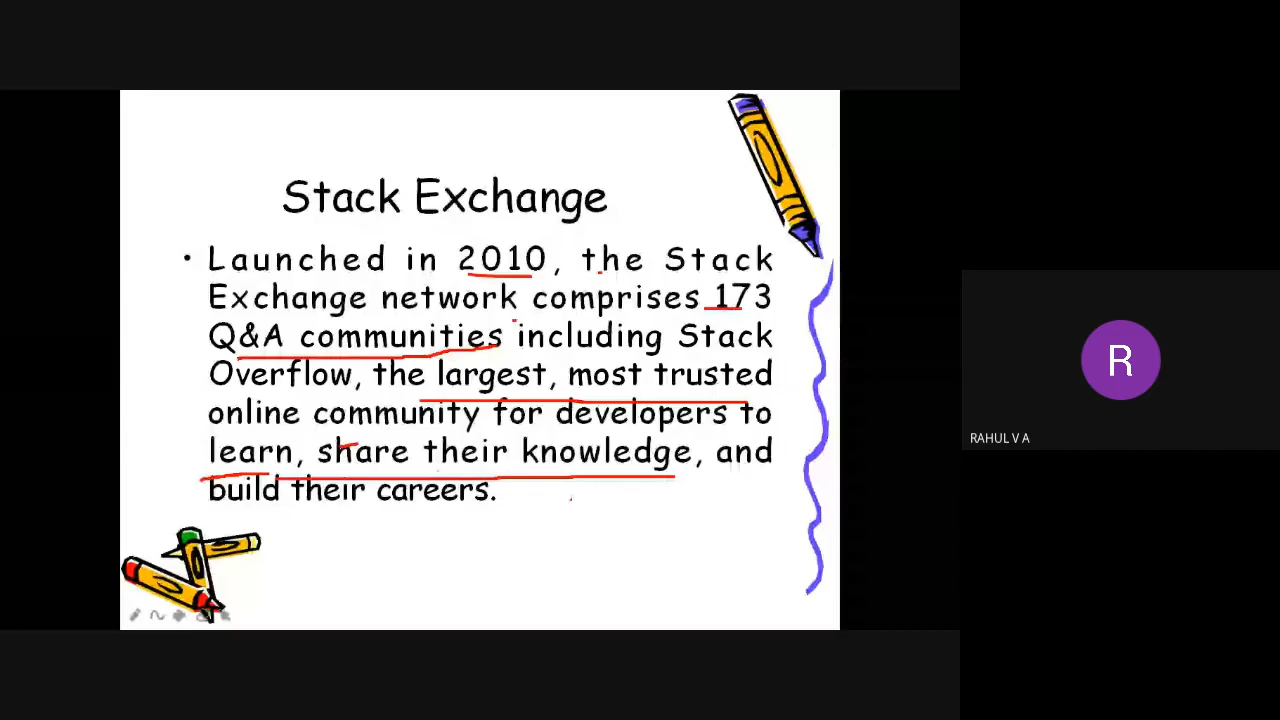 Stack Exchange
• Launched in 2010, the Stack
Exchange network comprises 173
Q&A communities including Stack
Overflow, the largest, most trusted
online community for developers to
learn, share their knowledge, and
build their careers.
R
RAHUL V A